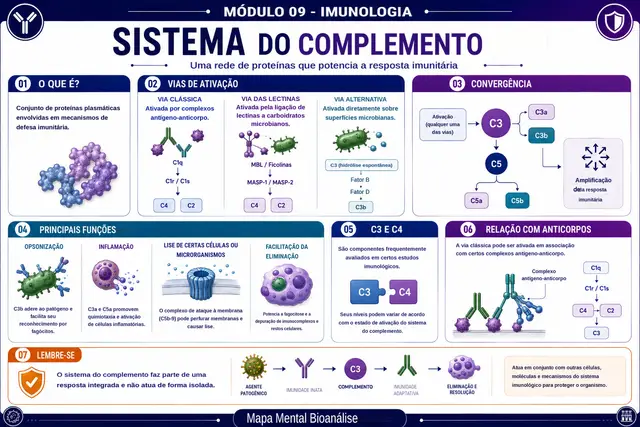 MÓDULO 09 - IMUNOLOGIA
SISTEMA DO COMPLEMENTO
Uma rede de proteínas que potencia a resposta imunitária
01 O QUE É?
Conjunto de proteínas plasmáticas
envolvidas em mecanismos de
defesa imunitária.
02 VIAS DE ATIVAÇÃO
VIA CLÁSSICA
Ativada por complexos
antígeno-anticorpo.
C1q
C1r / C1s
C4 C2
VIA DAS LECTINAS
Ativada pela ligação de
lectinas a carboidratos
microbianos.
MBL / Ficolinas
MASP-1 / MASP-2
C4 C2
VIA ALTERNATIVA
Ativada diretamente sobre
superfícies microbianas.
C3 (hidrólise espontânea)
Fator B
Fator D
C3b
03 CONVERGÊNCIA
Ativação
(qualquer uma
das vias)
C3
C3a
C3b
C5
C5a
C5b
Amplificação
da resposta
imunitária
04 PRINCIPAIS FUNÇÕES
OPSONIZAÇÃO
C3b adere ao patógeno e
facilita seu
reconhecimento por
fagócitos.
INFLAMAÇÃO
C3a e C5a promovem
quimiotaxia e ativação
de células inflamatórias.
LISE DE CERTAS CÉLULAS OU
MICROORGANISMOS
O complexo de ataque à membrana
(C5b-9) pode perfurar membranas e
causar lise.
FACILITAÇÃO DA
ELIMINAÇÃO
Potencia a fagocitose e a
depuração de imunocomplexos e
restos celulares.
05 C3 E C4
São componentes frequentemente
avaliados em certos estudos
imunológicos.
C3 C4
Seus níveis podem variar de acordo
com o estado de ativação do sistema
do complemento.
06 RELAÇÃO COM ANTICORPOS
A via clássica pode ser ativada em associação
com certos complexos antígeno-anticorpo.
Complexo
antígeno-anticorpo
C1q
C1r / C1s
C4 C2
C3
07 LEMBRE-SE
O sistema do complemento faz parte de uma
resposta integrada e não atua de forma isolada.
AGENTE
PATOGÊNICO
IMUNIDADE INATA
C3
COMPLEMENTO
IMUNIDADE
ADAPTATIVA
ELIMINAÇÃO E
RESOLUÇÃO
Atua em conjunto com outras células,
moléculas e mecanismos do sistema
imunológico para proteger o organismo.
Mapa Mental Bioanálise